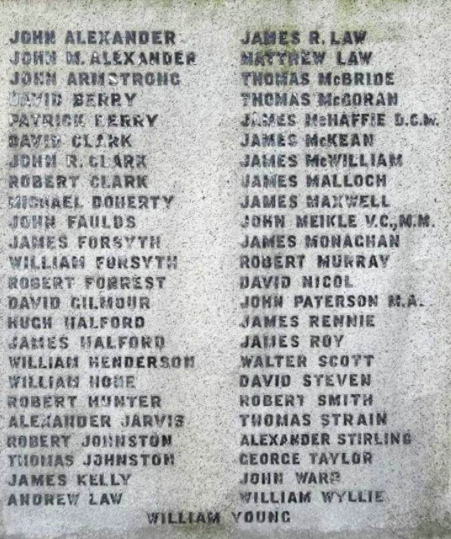 JOHN ALEXANDER
JOHN M. ALEXANDER
JOHN ARMSTRONG
DAVID BERRY
PATRICK BERRY
DAVID CLARK
JOHN R. CLARK
ROBERT CLARK
MICHAEL DOHERTY
JOHN FAULDS
JAMES FORSYTH
WILLIAM FORSYTH
ROBERT FORREST
DAVID GILMOUR
HUGH HALFORD
JAMES HALFORD
WILLIAM HENDERSON
WILLIAM HOME
ROBERT HUNTER
ALEXANDER JARVIS
ROBERT JOHNSTON
THOMAS JOHNSTON
JAMES KELLY
ANDREW LAW
JAMES R. LAW
MATTHEW LAW
THOMAS McBRIDE
THOMAS McGORAN
JAMES McHAFFIE D.C.M.
JAMES McKEAN
JAMES McWILLIAM
JAMES MALLOCH
JAMES MAXWELL
JOHN MEIKLE V.C., M.M.
JAMES MONAGHAN
ROBERT MURRAY
DAVID NICOL
JOHN PATERSON M.A.
JAMES RENNIE
JAMES ROY
WALTER SCOTT
DAVID STEVEN
ROBERT SMITH
THOMAS STRAIN
ALEXANDER STIRLING
GEORGE TAYLOR
JOHN
WILLIAM WYLLIE
WILLIAM YOUNG